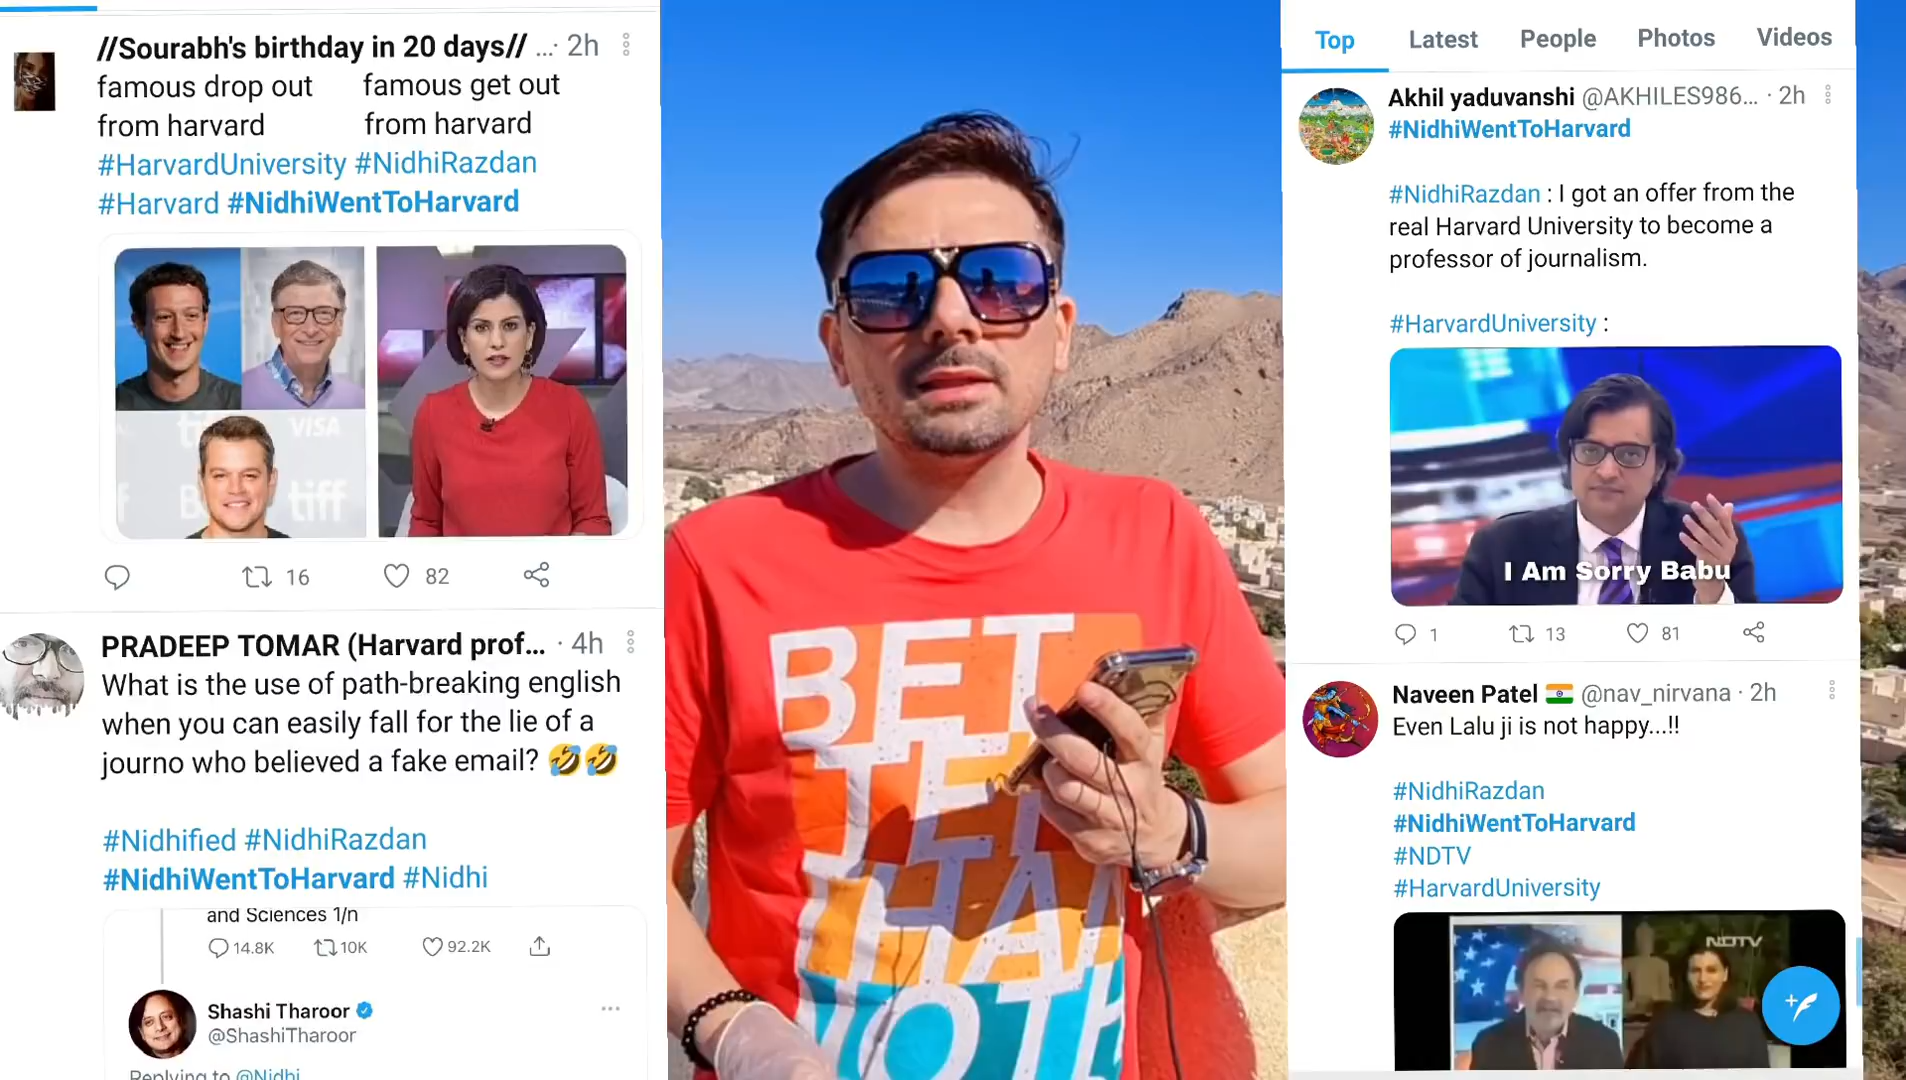 //Sourabh's birthday in 20 days// ... · 2h
famous drop out famous get out
from harvard from harvard
#HarvardUniversity #NidhiRazdan
#Harvard #NidhiWentToHarvard
VISA
tiff
16 82
PRADEEP TOMAR (Harvard prof... · 4h
What is the use of path-breaking english
when you can easily fall for the lie of a
journo who believed a fake email? 🤣🤣
#Nidhified #NidhiRazdan
#NidhiWentToHarvard #Nidhi
and Sciences 1/n
14.8K 10K 92.2K
Shashi Tharoor
@ShashiTharoor
Replying to @Nidhi
BET
TER
THAN
NOTH
Top Latest People Photos Videos
Akhil yaduvanshi @AKHILES986... · 2h
#NidhiWentToHarvard
#NidhiRazdan : I got an offer from the
real Harvard University to become a
professor of journalism.
#HarvardUniversity :
I Am Sorry Babu
1 13 81
Naveen Patel 🇮🇳 @nav_nirvana · 2h
Even Lalu ji is not happy...!!
#NidhiRazdan
#NidhiWentToHarvard
#NDTV
#HarvardUniversity
NDTV